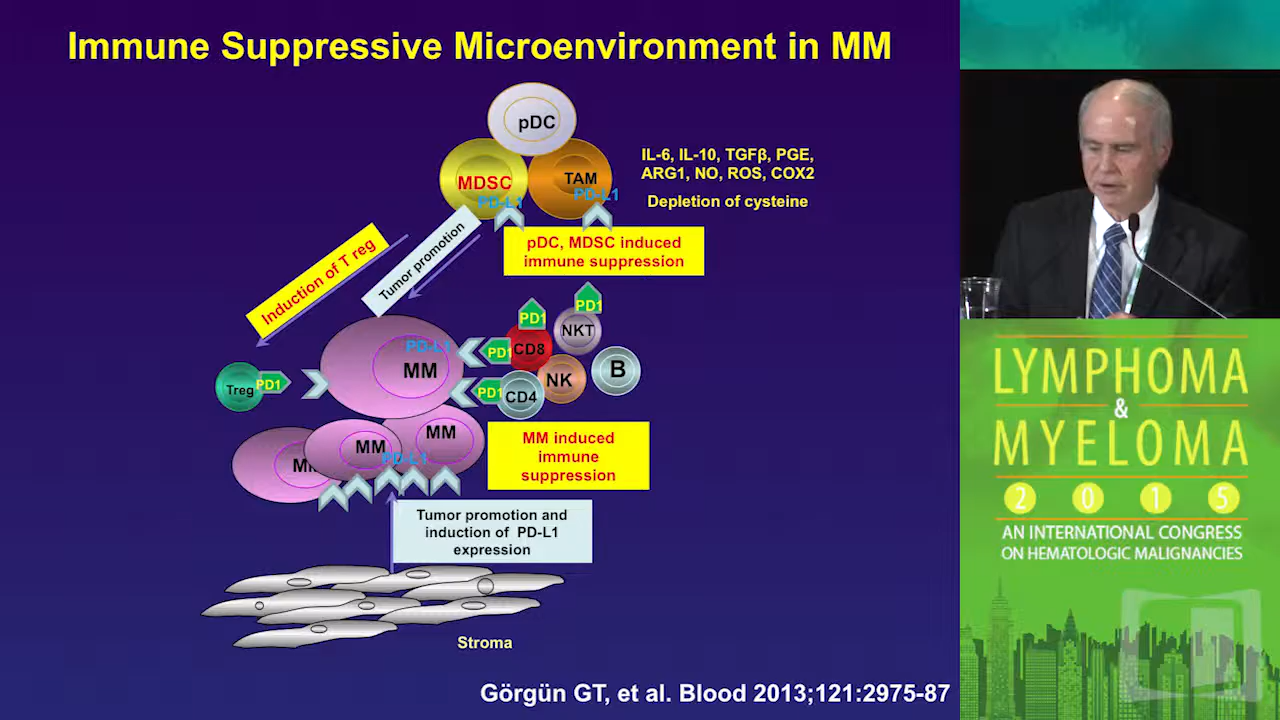 Immune Suppressive Microenvironment in MM
pDC
MDSC
PD-L1
TAM
PD-L1
IL-6, IL-10, TGFβ, PGE,
ARG1, NO, ROS, COX2
Depletion of cysteine
Induction of T reg
Tumor promotion
pDC, MDSC induced
immune suppression
PD1
PD1
NKT
PD1
CD8
PD-L1
MM
Treg
PD1
PD1
CD4
NK
B
MM
MM
MM
PD-L1
MM induced
immune
suppression
Tumor promotion and
induction of PD-L1
expression
Stroma
Görgün GT, et al. Blood 2013;121:2975-87
LYMPHOMA
&
MYELOMA
2015
AN INTERNATIONAL CONGRESS
ON HEMATOLOGIC MALIGNANCIES